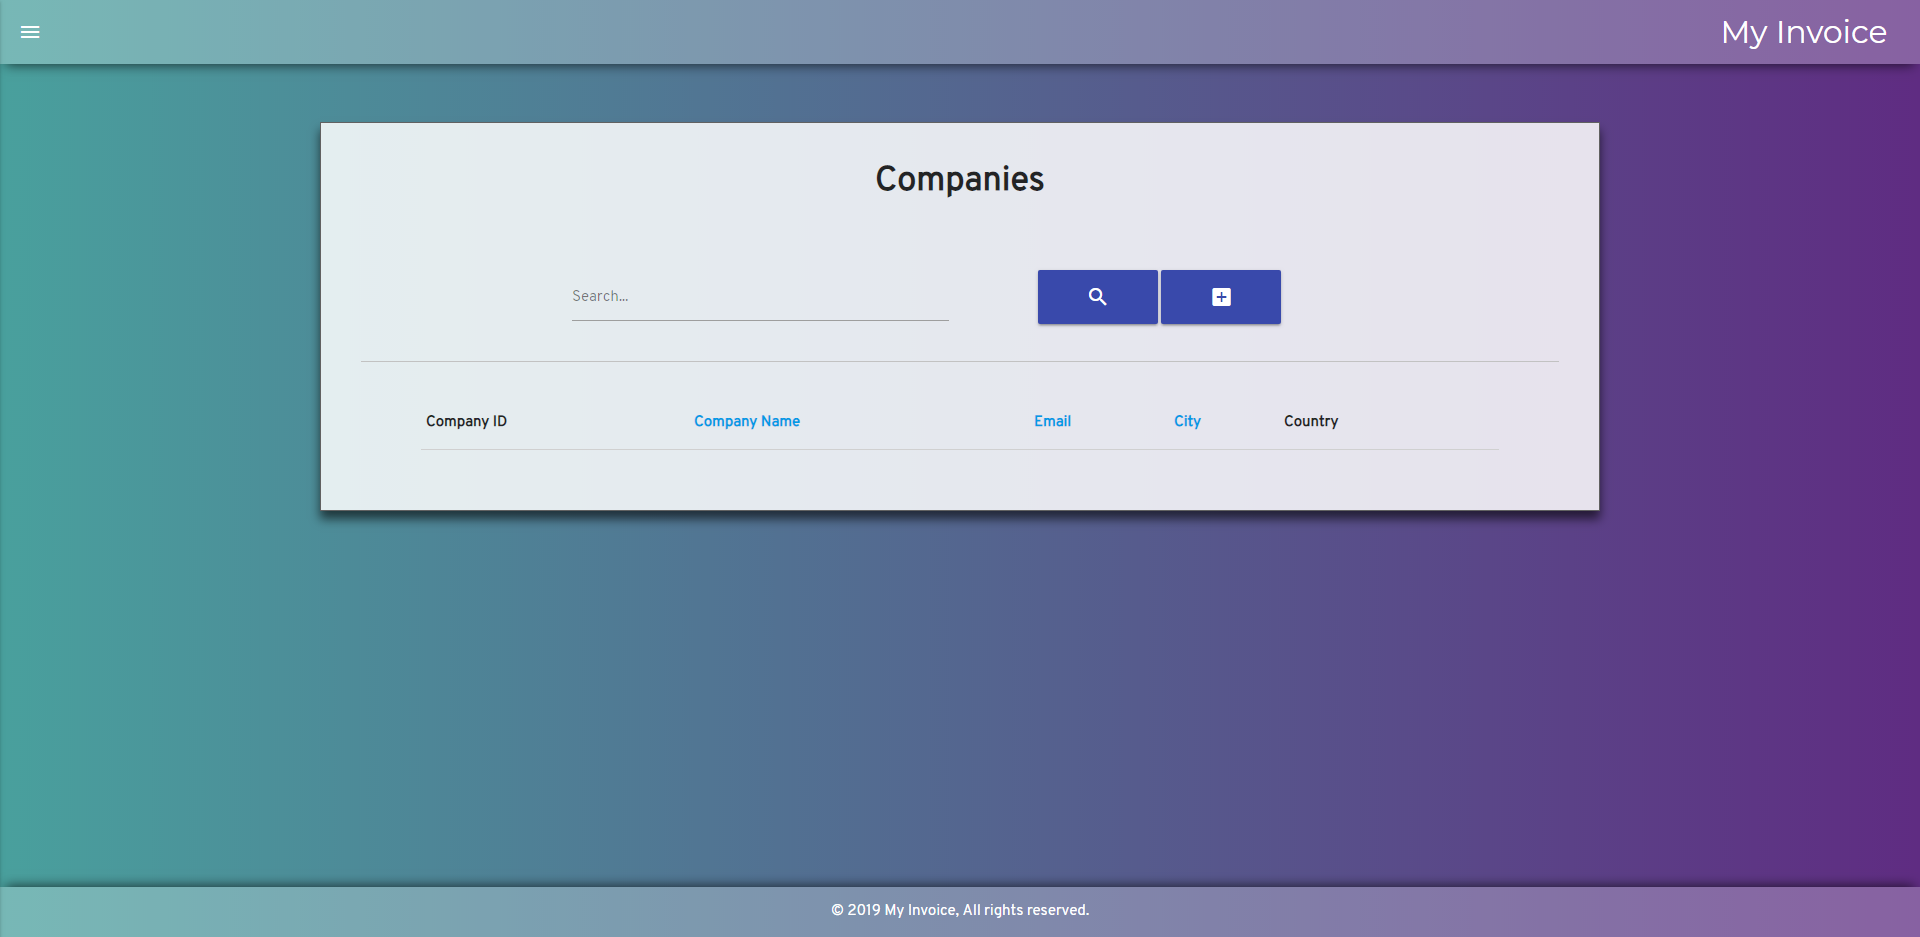 My Invoice
Companies
Search...
Company ID Company Name Email City Country
© 2019 My Invoice, All rights reserved.